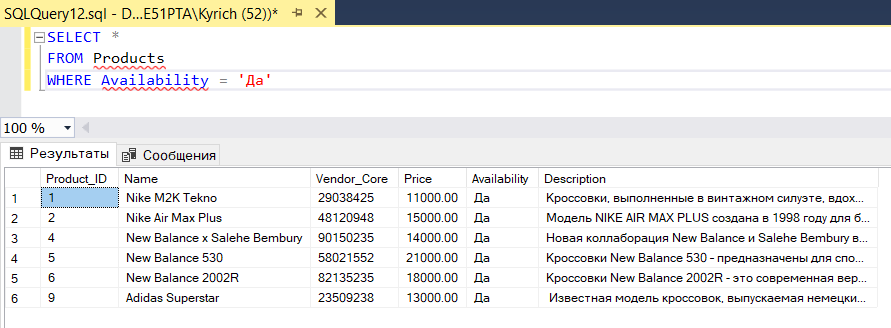 SQLQuery12.sql - D...E51PTA\Kyrich (52))*
SELECT *
FROM Products
WHERE Availability = 'Да'
100 %
Результаты Сообщения
Product_ID Name Vendor_Core Price Availability Description
1 1 Nike M2K Tekno 29038425 11000.00 Да Кроссовки, выполненные в винтажном силуэте, вдох...
2 2 Nike Air Max Plus 48120948 15000.00 Да Модель NIKE AIR MAX PLUS создана в 1998 году для б...
3 4 New Balance x Salehe Bembury 90150235 14000.00 Да Новая коллаборация New Balance и Salehe Bembury в...
4 5 New Balance 530 58021552 21000.00 Да Кроссовки New Balance 530 - предназначены для спо...
5 6 New Balance 2002R 82135235 18000.00 Да Кроссовки New Balance 2002R - это современная вер...
6 9 Adidas Superstar 23509238 13000.00 Да Известная модель кроссовок, выпускаемая немецки...